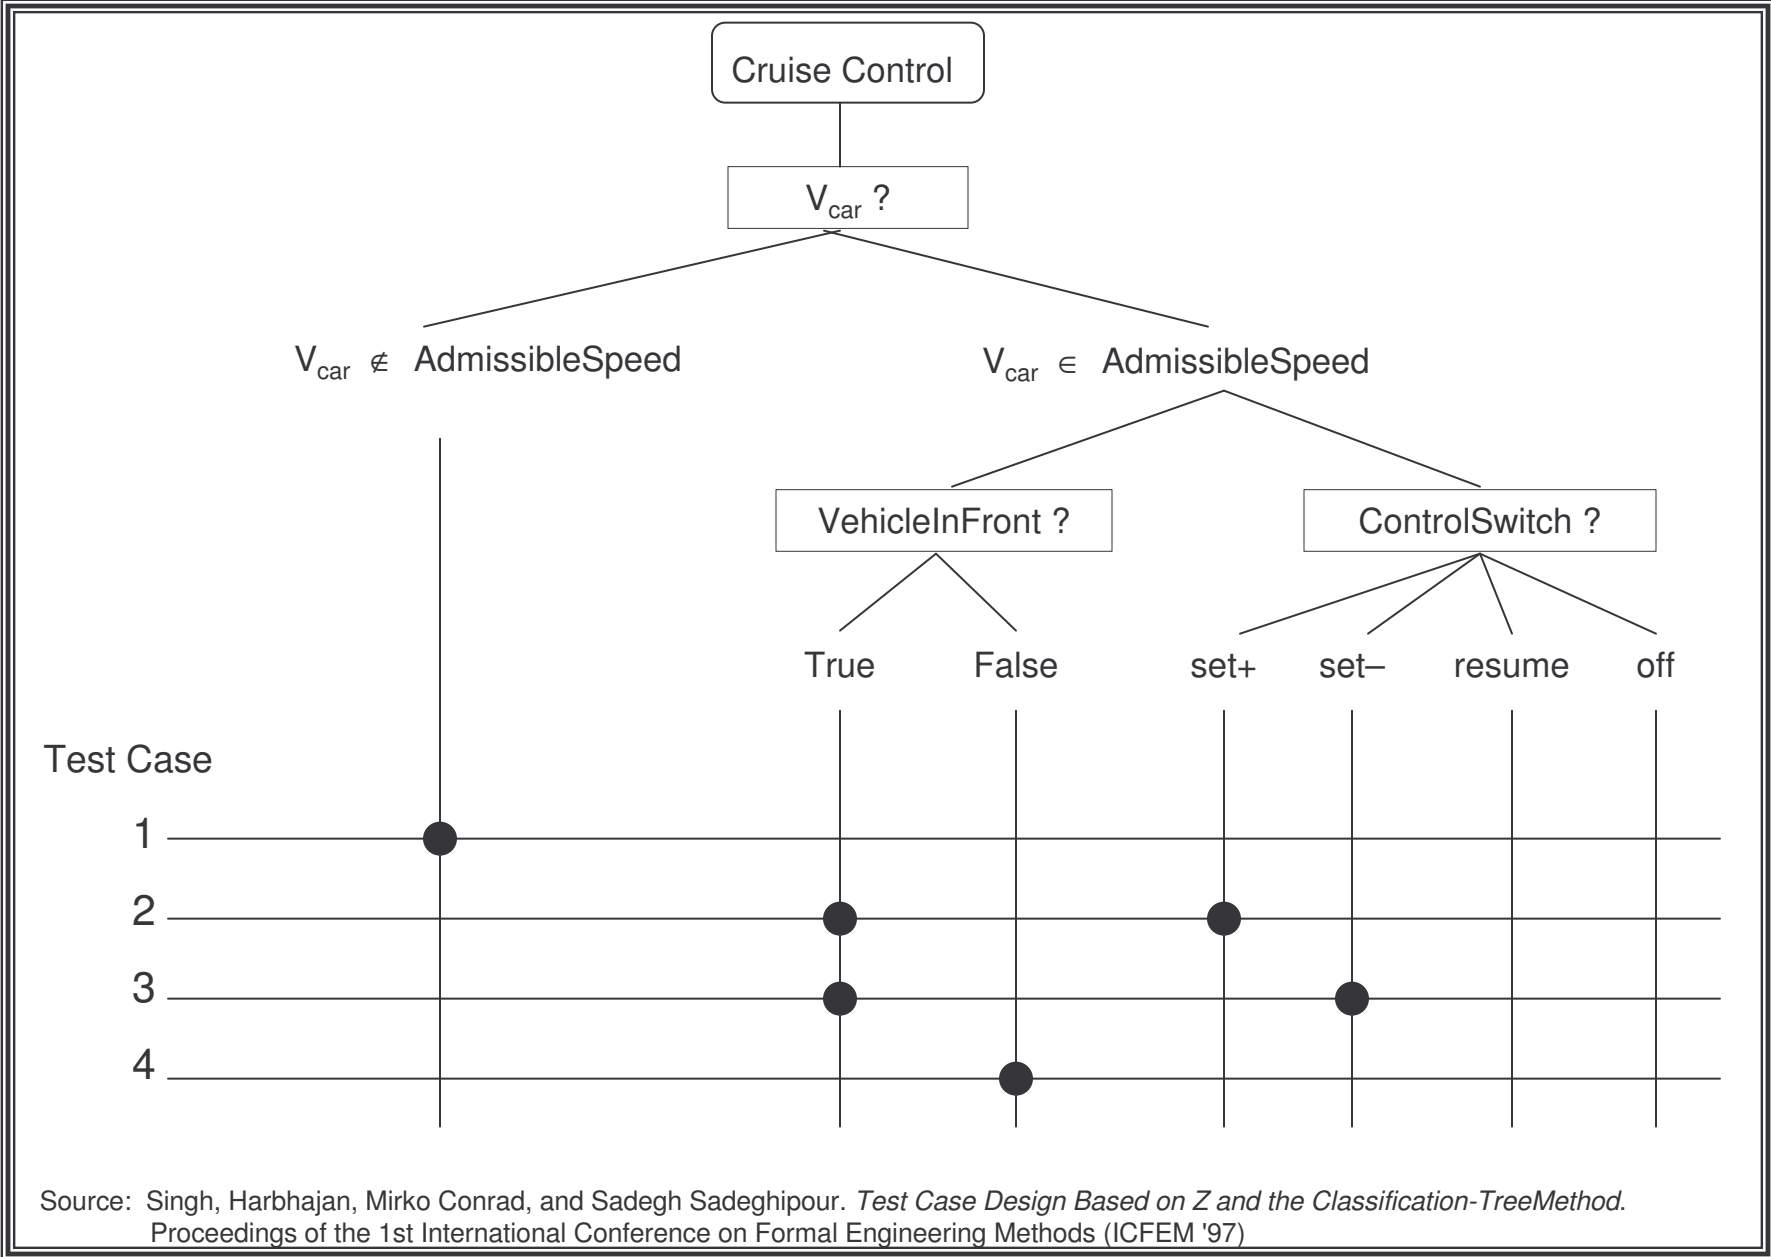 Cruise Control
Vcar ?
Vcar ∉ AdmissibleSpeed
Vcar ∈ AdmissibleSpeed
VehicleInFront ?
ControlSwitch ?
True
False
set+
set–
resume
off
Test Case
1
2
3
4
Source: Singh, Harbhajan, Mirko Conrad, and Sadegh Sadeghipour. Test Case Design Based on Z and the Classification-TreeMethod.
Proceedings of the 1st International Conference on Formal Engineering Methods (ICFEM '97)